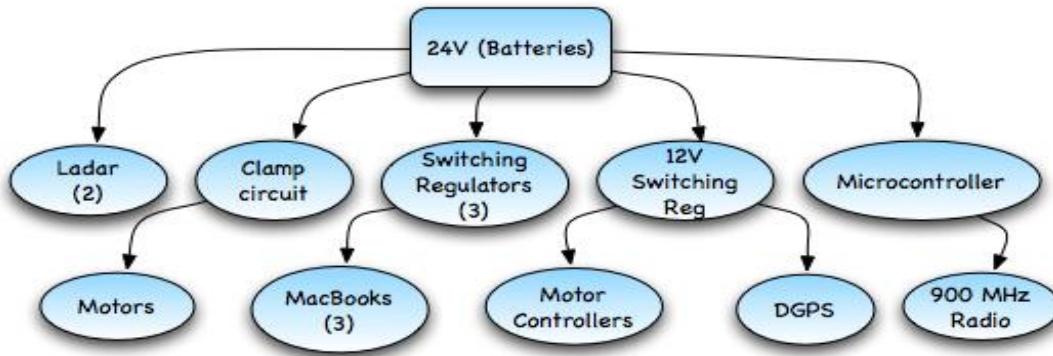 24V (Batteries)
Ladar
(2)
Clamp
circuit
Switching
Regulators
(3)
12V
Switching
Reg
Microcontroller
Motors
MacBooks
(3)
Motor
Controllers
DGPS
900 MHz
Radio